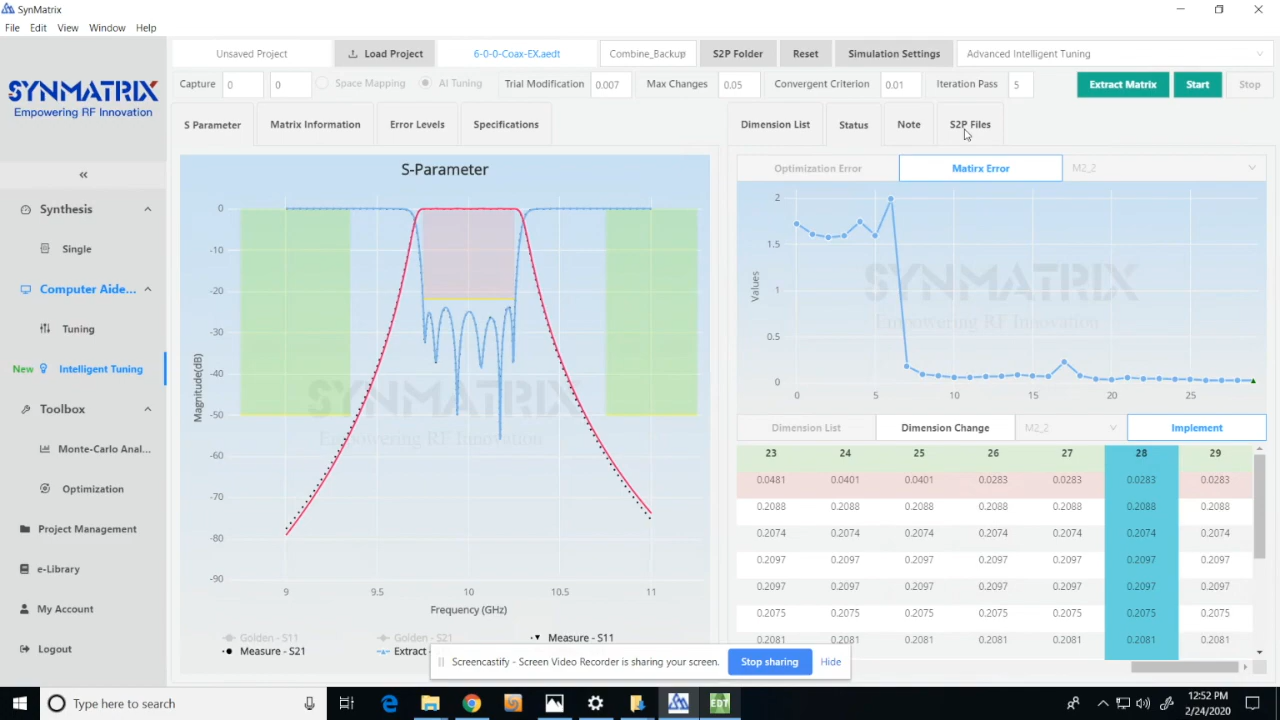 SynMatrix
File Edit View Window Help
SYNMATRIX
Empowering RF Innovation
«
Synthesis
Single
Computer Aide...
Tuning
New Intelligent Tuning
Toolbox
Monte-Carlo Anal...
Optimization
Project Management
e-Library
My Account
Logout
Unsaved Project Load Project 6-0-0-Coax-EX.aedt Combine_Backup S2P Folder Reset Simulation Settings Advanced Intelligent Tuning
Capture 0 0 Space Mapping AI Tuning Trial Modification 0.007 Max Changes 0.05 Convergent Criterion 0.01 Iteration Pass 5 Extract Matrix Start Stop
S Parameter Matrix Information Error Levels Specifications
S-Parameter
0
-10
-20
-30
-40
-50
-60
-70
-80
-90
Magnitude(dB)
SYNMATRIX
Empowering RF Innovation
9 9.5 10 10.5 11
Frequency (GHz)
Golden - S11 Golden - S21 Measure - S11
Measure - S21 Extract -
Dimension List Status Note S2P Files
Optimization Error Matirx Error M2_2
2
1.5
1
0.5
0
Values
SYNMATRIX
Empowering RF Innovation
0 5 10 15 20 25
Dimension List Dimension Change M2_2 Implement
23 24 25 26 27 28 29
0.0481 0.0401 0.0401 0.0283 0.0283 0.0283 0.0283
0.2088 0.2088 0.2088 0.2088 0.2088 0.2088 0.2088
0.2074 0.2074 0.2074 0.2074 0.2074 0.2074 0.2074
0.2097 0.2097 0.2097 0.2097 0.2097 0.2097 0.2097
0.2097 0.2097 0.2097 0.2097 0.2097 0.2097 0.2097
0.2075 0.2075 0.2075 0.2075 0.2075 0.2075 0.2075
0.2081 0.2081 0.2081 0.2081 0.2081 0.2081 0.2081
Screencastify - Screen Video Recorder is sharing your screen. Stop sharing Hide
Type here to search
EDT
12:52 PM
2/24/2020